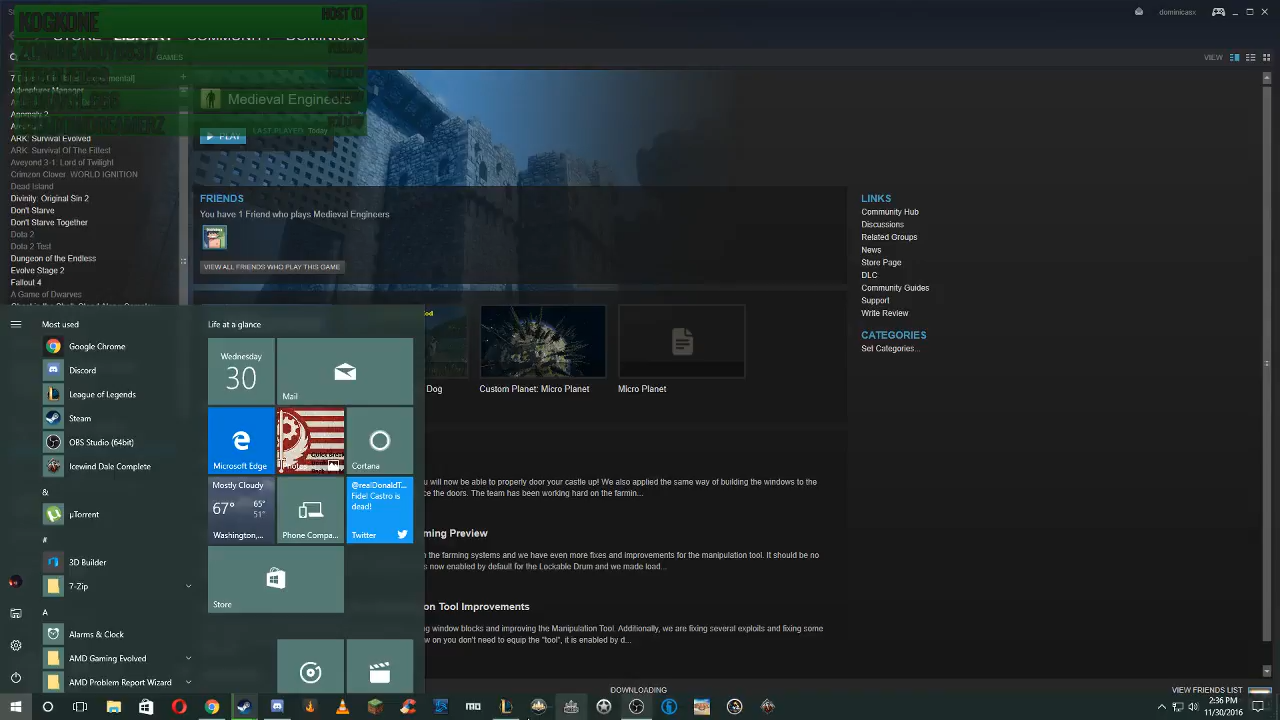 KOGKONE
HOST (1)
dominicasx
STORE LIBRARY COMMUNITY DOMINICAS
GAMES
VIEW
Adventurer Manager
Anomaly 2
ARK: Survival Evolved
ARK: Survival Of The Fittest
Aveyond 3-1: Lord of Twilight
Crimzon Clover WORLD IGNITION
Dead Island
Divinity: Original Sin 2
Don't Starve
Don't Starve Together
Dota 2
Dota 2 Test
Dungeon of the Endless
Evolve Stage 2
Fallout 4
A Game of Dwarves
Medieval Engineers
PLAY
LAST PLAYED: Today
FRIENDS
You have 1 Friend who plays Medieval Engineers
VIEW ALL FRIENDS WHO PLAY THIS GAME
LINKS
Community Hub
Discussions
Related Groups
News
Store Page
DLC
Community Guides
Support
Write Review
CATEGORIES
Set Categories...
Dog
Custom Planet: Micro Planet
Micro Planet
u will now be able to properly door your castle up! We also applied the same way of building the windows to the
ce the doors. The team has been working hard on the farmin...
ming Preview
the farming systems and we have even more fixes and improvements for the manipulation tool. It should be no
s now enabled by default for the Lockable Drum and we made load...
on Tool Improvements
ng window blocks and improving the Manipulation Tool. Additionally, we are fixing several exploits and fixing some
w on you don't need to equip the "tool", it is enabled by d...
Most used
Google Chrome
Discord
League of Legends
Steam
OBS Studio (64bit)
Icewind Dale Complete
&
µTorrent
#
3D Builder
7-Zip
A
Alarms & Clock
AMD Gaming Evolved
AMD Problem Report Wizard
Life at a glance
Wednesday
30
Mail
Microsoft Edge
Cortana
Mostly Cloudy
67° 65° 51°
Washington,...
Phone Compa...
@realDonaldT...
Fidel Castro is
dead!
Twitter
Store
DOWNLOADING
VIEW FRIENDS LIST
2:36 PM
11/30/2016